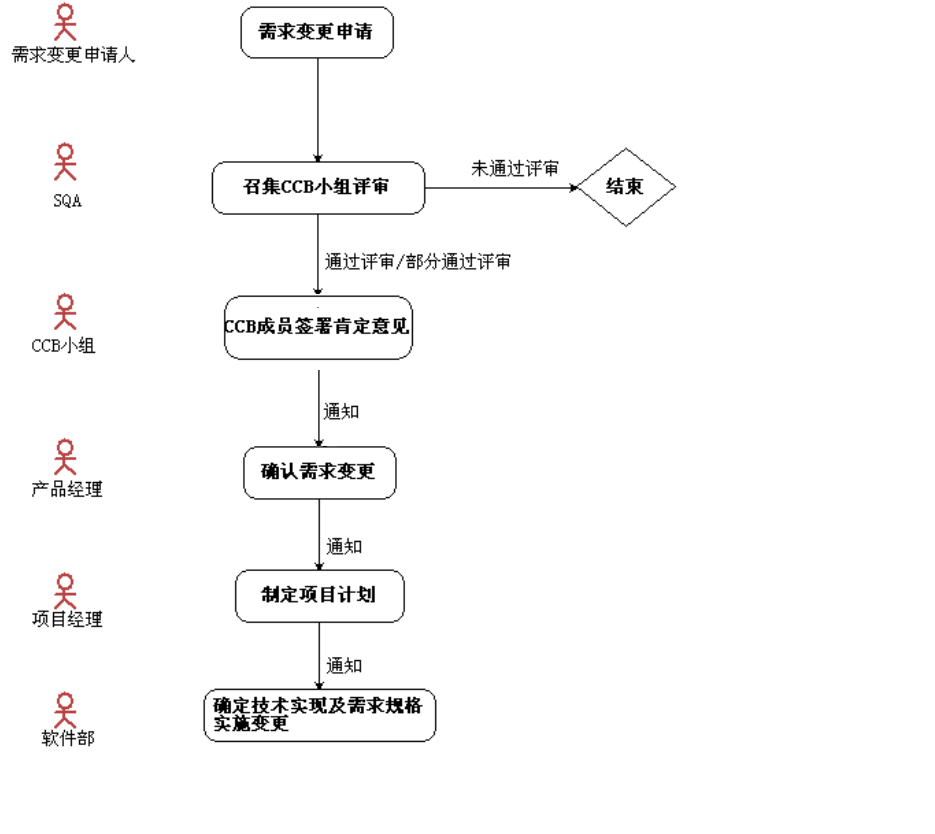 需求变更申请
需求变更申请人
未通过评审
召集CCB小组评审
结束
SQA
通过评审/部分通过评审
CCB成员签署肯定意见
CCB小组
通知
确认需求变更
产品经理
通知
制定项目计划
项目经理
通知
确定技术实现及需求规格
实施变更
软件部